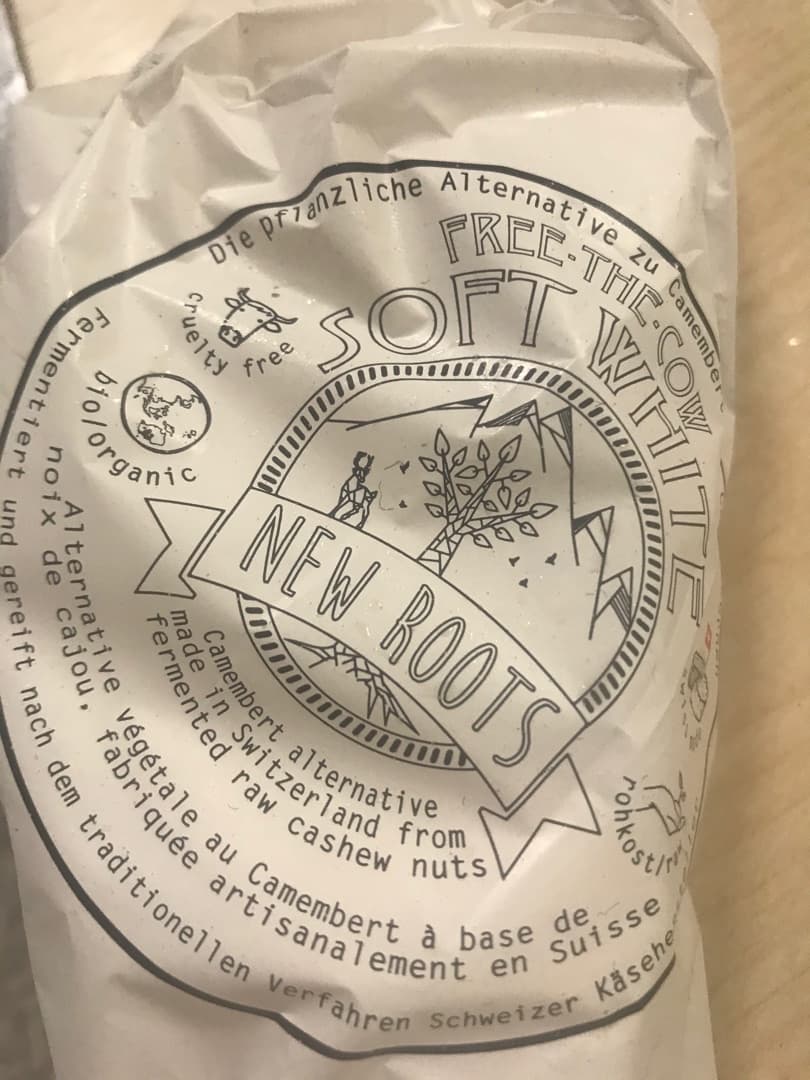 Die pflanzliche Alternative zu Camembert
FREE-THE-COW
SOFT WHITE
cruelty free
bio/organic
NEW ROOTS
Camembert alternative
made in Switzerland from
fermented raw cashew nuts
Alternative végétale au Camembert à base de
noix de cajou, fabriquée artisanalement en Suisse
Fermentiert und gereift nach dem traditionellen Verfahren Schweizer
rohkost/raw